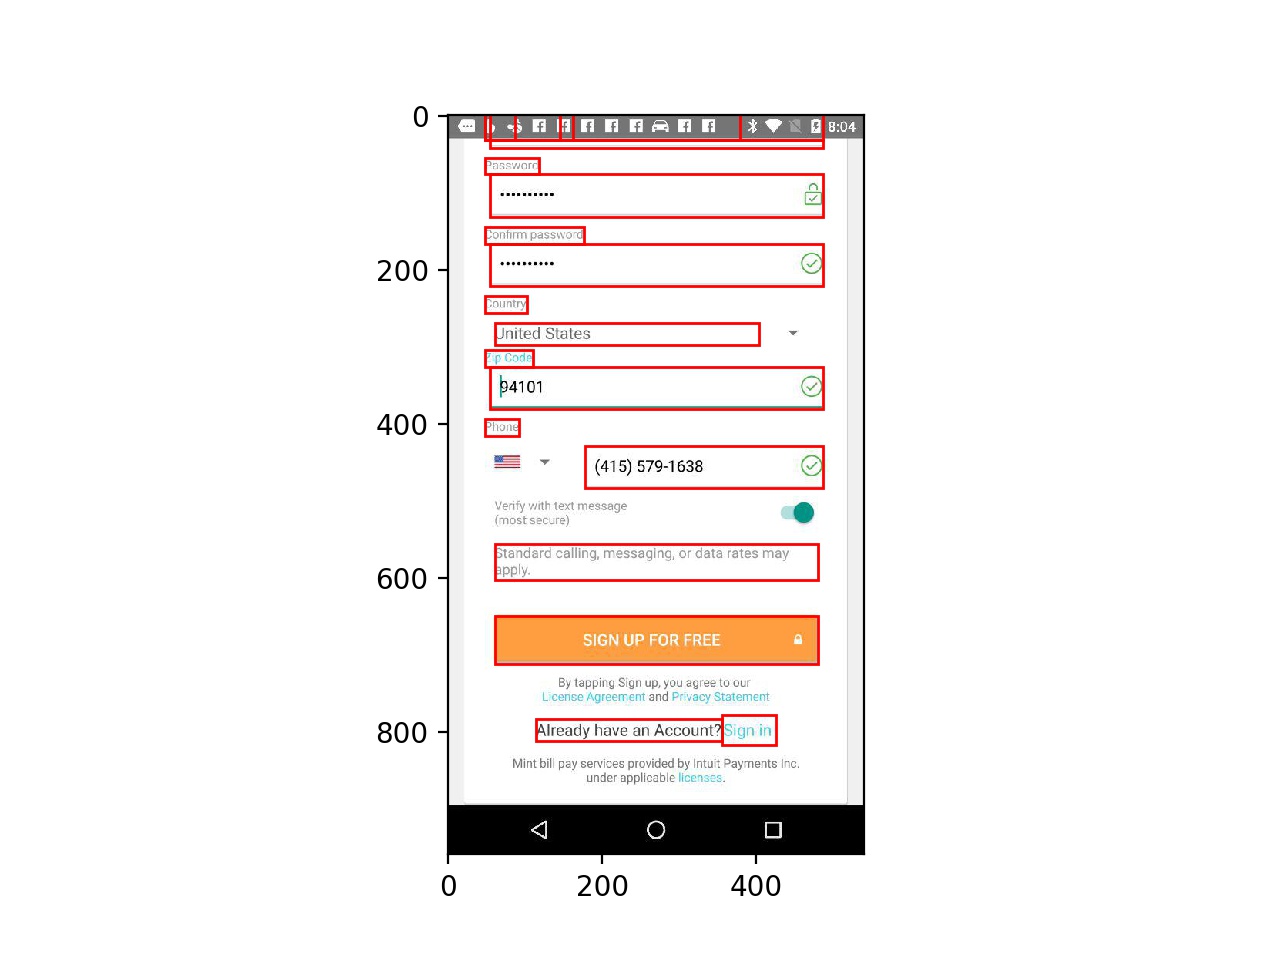 0
8:04
Password
••••••••••
Confirm password
200
••••••••••
Country
United States
Zip Code
94101
400
Phone
(415) 579-1638
Verify with text message
(most secure)
Standard calling, messaging, or data rates may
apply.
600
SIGN UP FOR FREE
By tapping Sign up, you agree to our
License Agreement and Privacy Statement
800
Already have an Account? Sign in
Mint bill pay services provided by Intuit Payments Inc.
under applicable licenses.
0 200 400